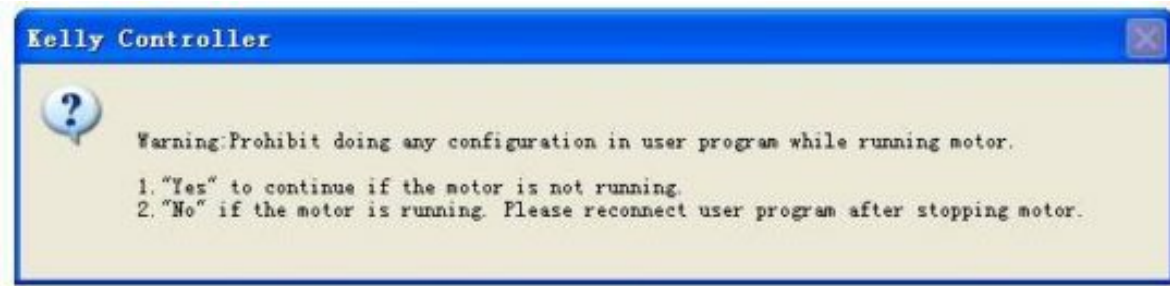 Kelly Controller
Warning:Prohibit doing any configuration in user program while running motor.
1."Yes" to continue if the motor is not running.
2."No" if the motor is running. Please reconnect user program after stopping motor.